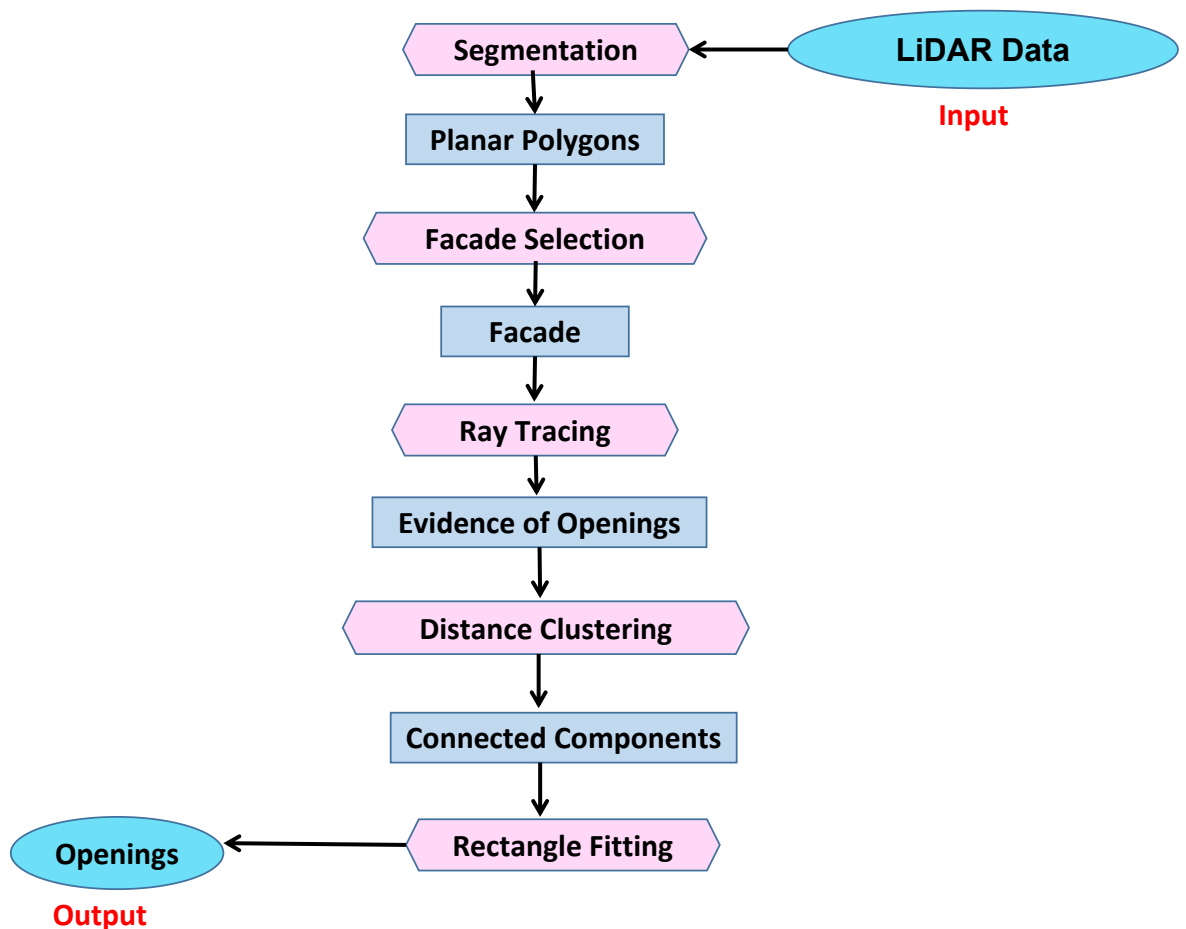 Segmentation
LiDAR Data
Input
Planar Polygons
Facade Selection
Facade
Ray Tracing
Evidence of Openings
Distance Clustering
Connected Components
Rectangle Fitting
Openings
Output